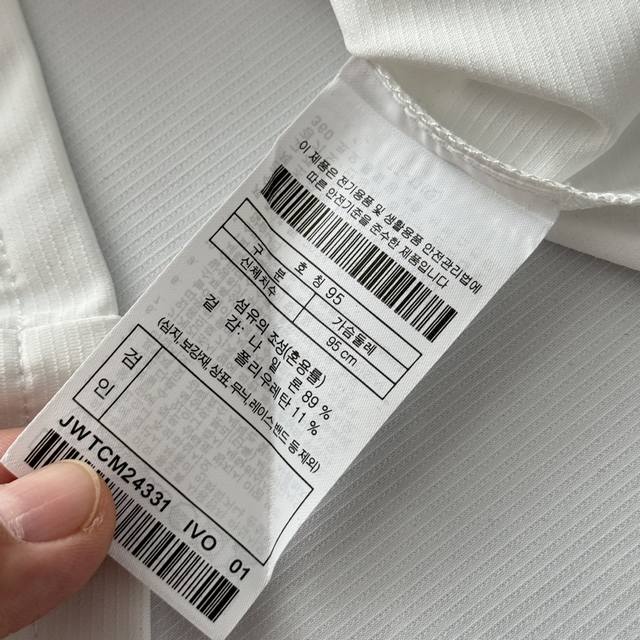 이 제품은 전기용품 및 생활용품 안전관리법에
따른 안전기준을 준수한 제품입니다
호 칭 95
구 분 가슴둘레
신체치수 95 cm
섬유의 조성(혼용률)
겉 감: 나 일 론 89 %
폴리우레탄 11 %
(심지, 보강재, 상표, 무늬, 레이스 밴드 등 제외)
검
인
JWTCM24331 IVO 01